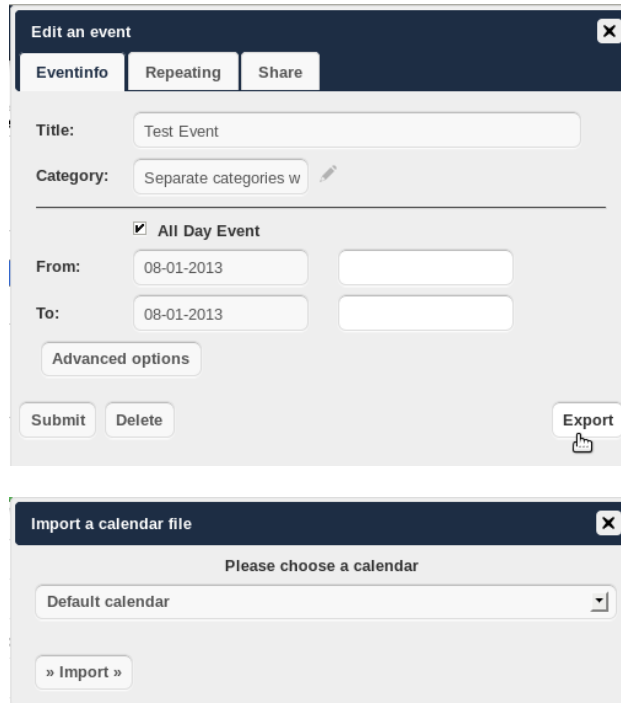 Edit an event
Eventinfo Repeating Share
Title: Test Event
Category: Separate categories w
All Day Event
From: 08-01-2013
To: 08-01-2013
Advanced options
Submit Delete Export
Import a calendar file
Please choose a calendar
Default calendar
» Import »